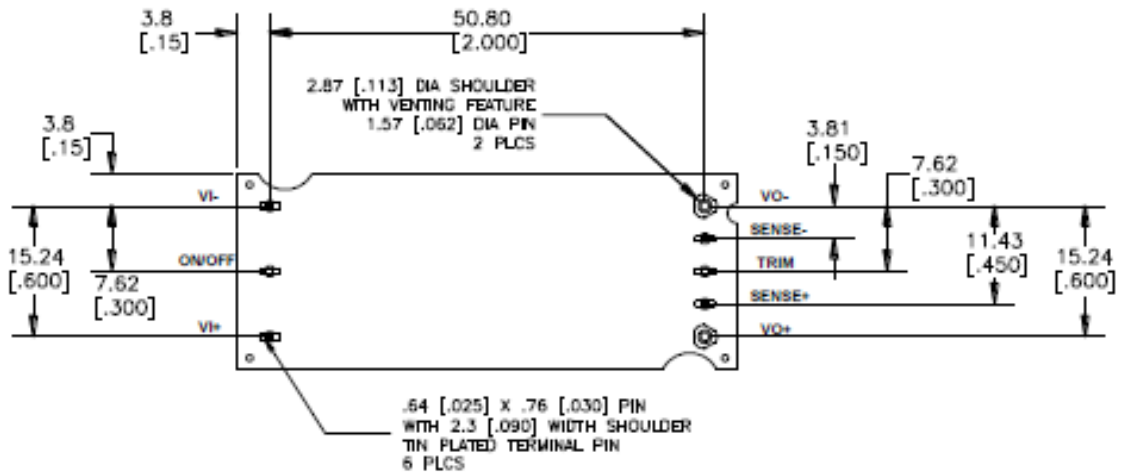 3.8
[.15]
50.80
[2.000]
2.87 [.113] DIA SHOULDER
WITH VENTING FEATURE
1.57 [.062] DIA PIN
2 PLCS
3.8
[.15]
3.81
[.150]
7.62
[.300]
VI-
VO-
SENSE-
ON/OFF
TRIM
SENSE+
VI+
VO+
15.24
[.600]
7.62
[.300]
11.43
[.450]
15.24
[.600]
.64 [.025] X .76 [.030] PIN
WITH 2.3 [.090] WIDTH SHOULDER
TIN PLATED TERMINAL PIN
6 PLCS